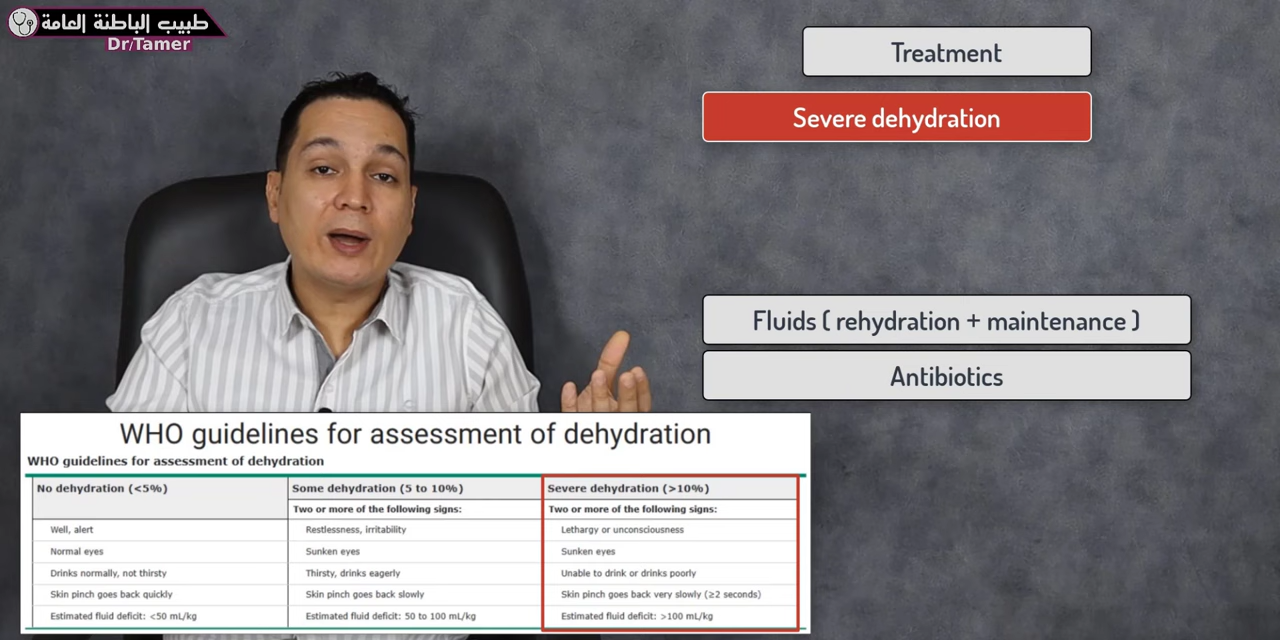 طبيب الباطنة العامة
Dr/Tamer
Treatment
Severe dehydration
Fluids ( rehydration + maintenance )
Antibiotics
WHO guidelines for assessment of dehydration
WHO guidelines for assessment of dehydration
No dehydration (<5%)
Some dehydration (5 to 10%)
Severe dehydration (>10%)
Two or more of the following signs:
Two or more of the following signs:
Well, alert
Restlessness, irritability
Lethargy or unconsciousness
Normal eyes
Sunken eyes
Sunken eyes
Drinks normally, not thirsty
Thirsty, drinks eagerly
Unable to drink or drinks poorly
Skin pinch goes back quickly
Skin pinch goes back slowly
Skin pinch goes back very slowly (≥2 seconds)
Estimated fluid deficit: <50 mL/kg
Estimated fluid deficit: 50 to 100 mL/kg
Estimated fluid deficit: >100 mL/kg